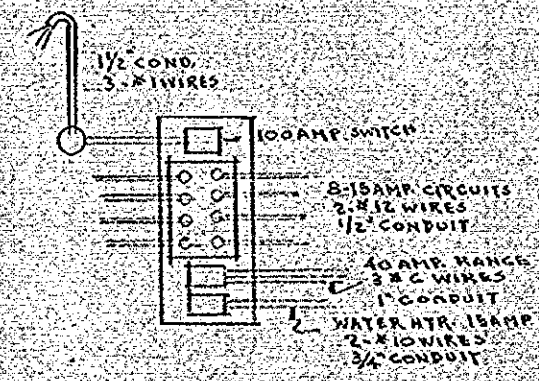 1½" COND.
3-#1 WIRES
100 AMP. SWITCH
8-15 AMP. CIRCUITS
2-#12 WIRES
1/2" CONDUIT
40 AMP. RANGE
3 # 6 WIRES
1" CONDUIT
WATER HTR. 15 AMP
2-#10 WIRES
3/4" CONDUIT